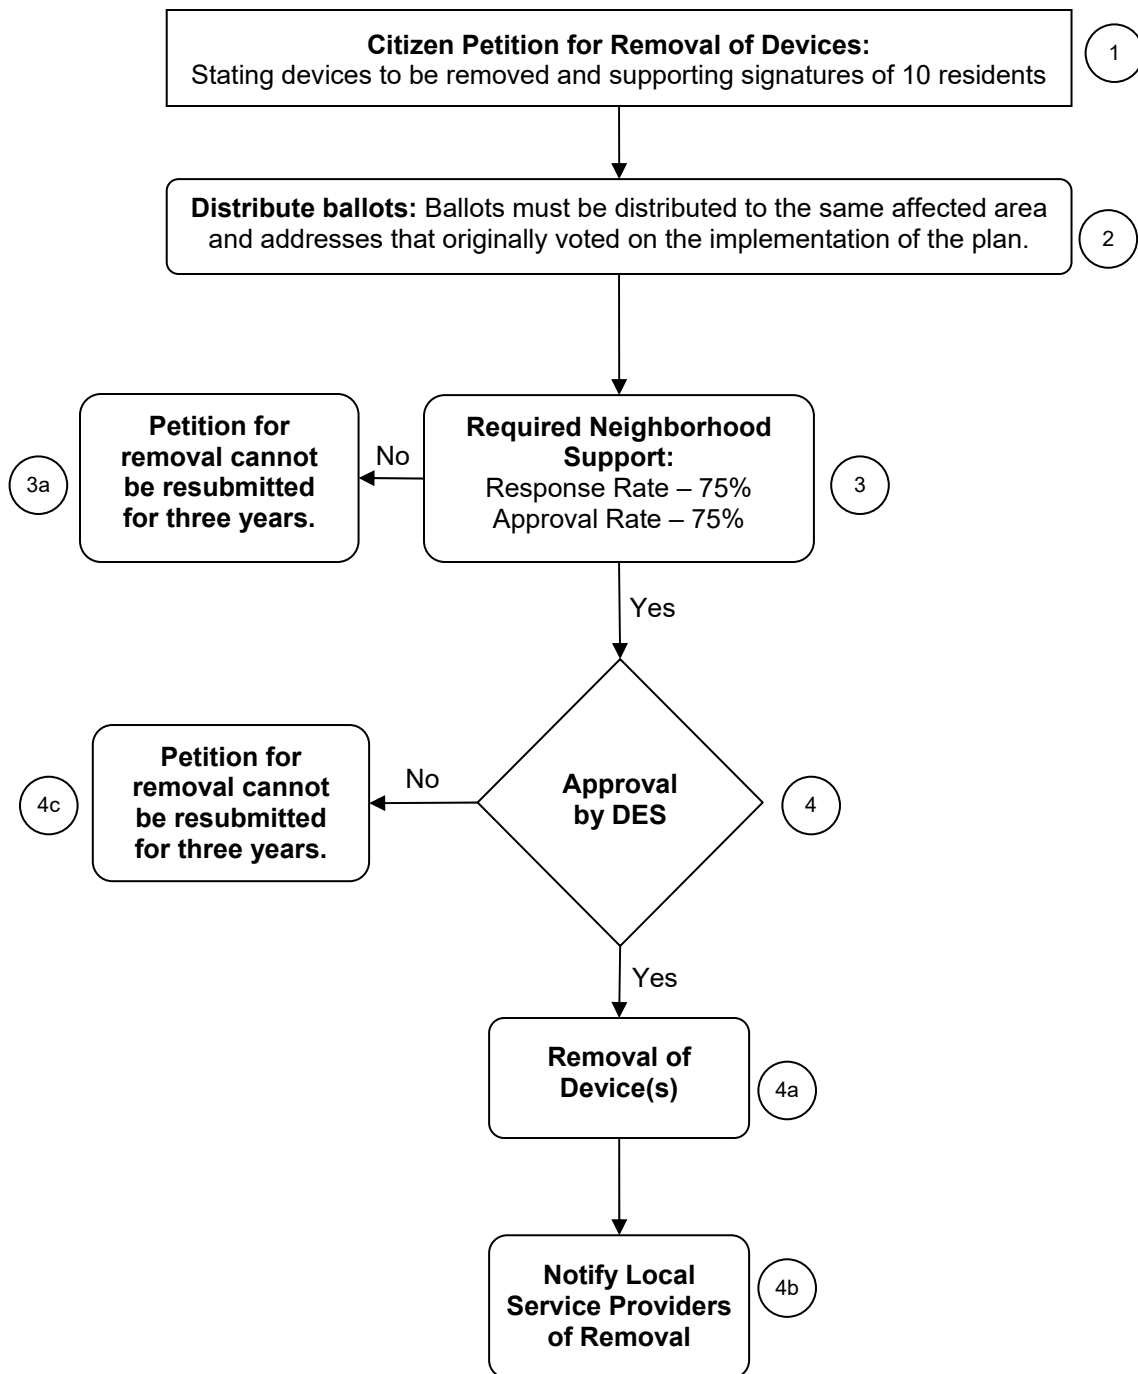 Citizen Petition for Removal of Devices:
Stating devices to be removed and supporting signatures of 10 residents
1
Distribute ballots: Ballots must be distributed to the same affected area
and addresses that originally voted on the implementation of the plan.
2
Petition for
removal cannot
be resubmitted
for three years.
3a
No
Required Neighborhood
Support:
Response Rate – 75%
Approval Rate – 75%
3
Yes
Petition for
removal cannot
be resubmitted
for three years.
4c
No
Approval
by DES
4
Yes
Removal of
Device(s)
4a
Notify Local
Service Providers
of Removal
4b